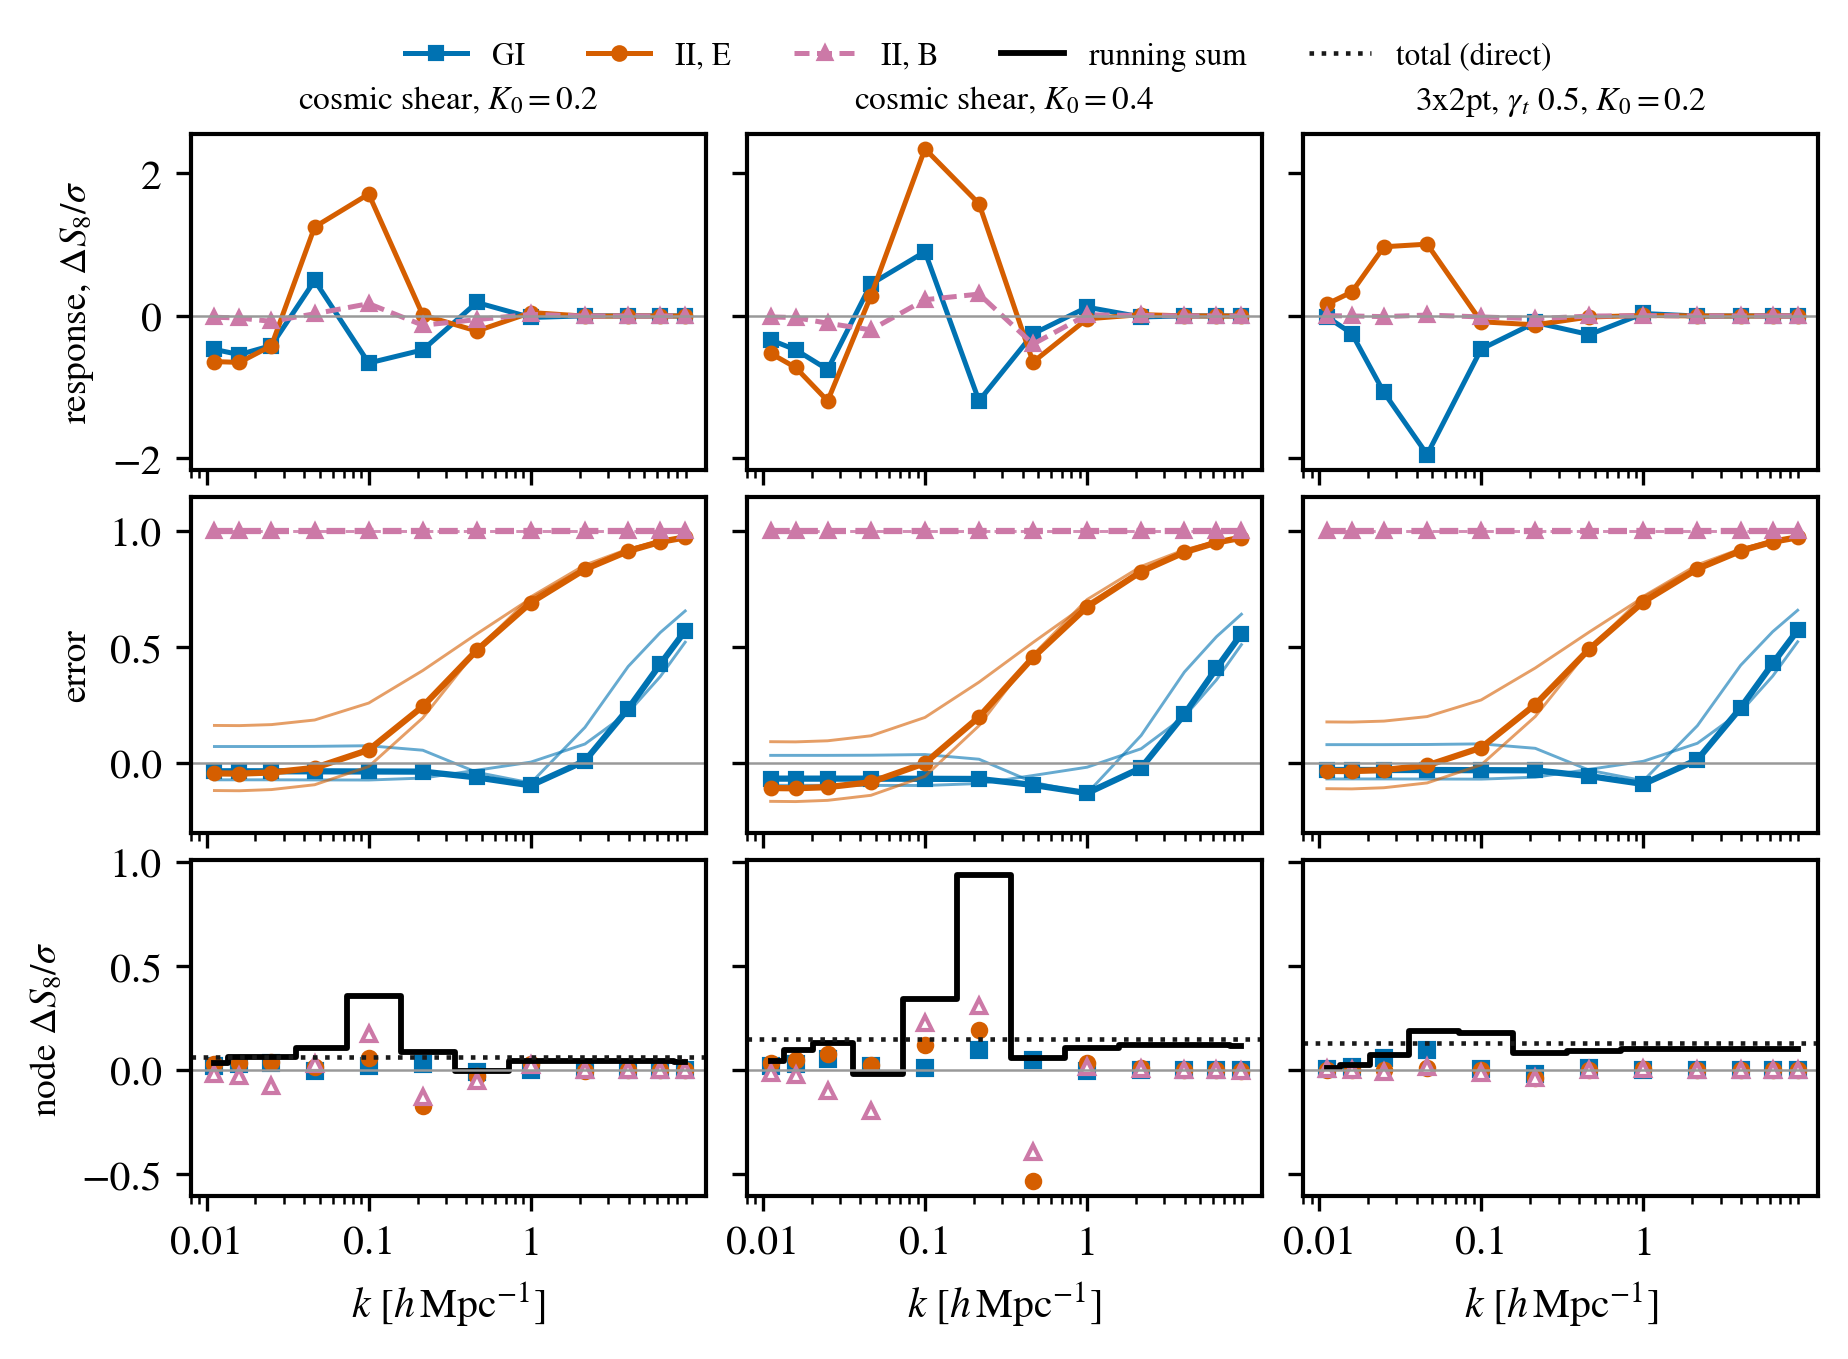 GI II, E II, B running sum total (direct)
cosmic shear, K₀ = 0.2 cosmic shear, K₀ = 0.4 3x2pt, γₜ 0.5, K₀ = 0.2
response, ΔS₈/σ
2
0
−2
error
1.0
0.5
0.0
node ΔS₈/σ
1.0
0.5
0.0
−0.5
0.01 0.1 1 0.01 0.1 1 0.01 0.1 1
k [h Mpc⁻¹] k [h Mpc⁻¹] k [h Mpc⁻¹]